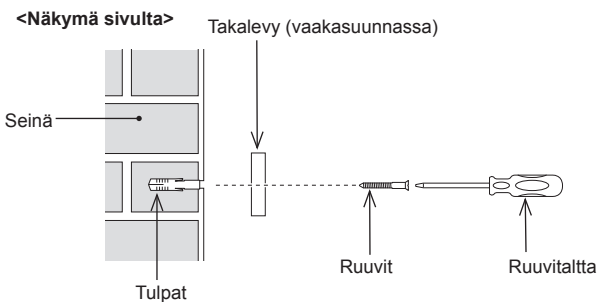 <Näkymä sivulta>
Takalevy (vaakasuunnassa)
Seinä
Ruuvit
Ruuvitaltta
Tulpat